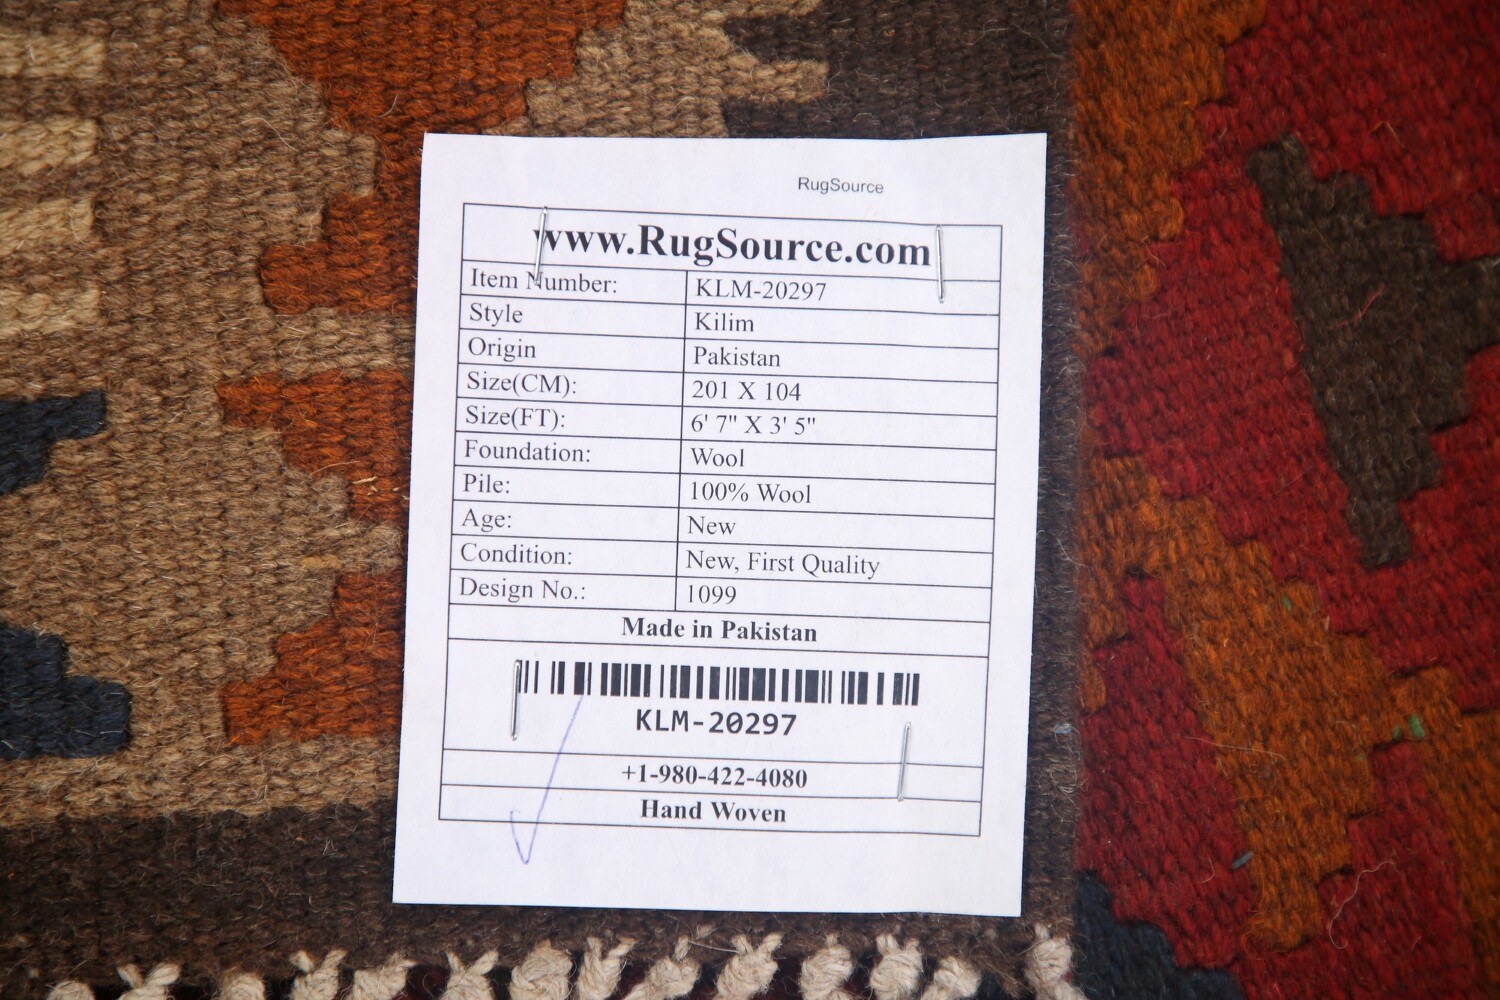 RugSource
www.RugSource.com
Item Number: KLM-20297
Style Kilim
Origin Pakistan
Size(CM): 201 X 104
Size(FT): 6' 7" X 3' 5"
Foundation: Wool
Pile: 100% Wool
Age: New
Condition: New, First Quality
Design No.: 1099
Made in Pakistan
KLM-20297
+1-980-422-4080
Hand Woven